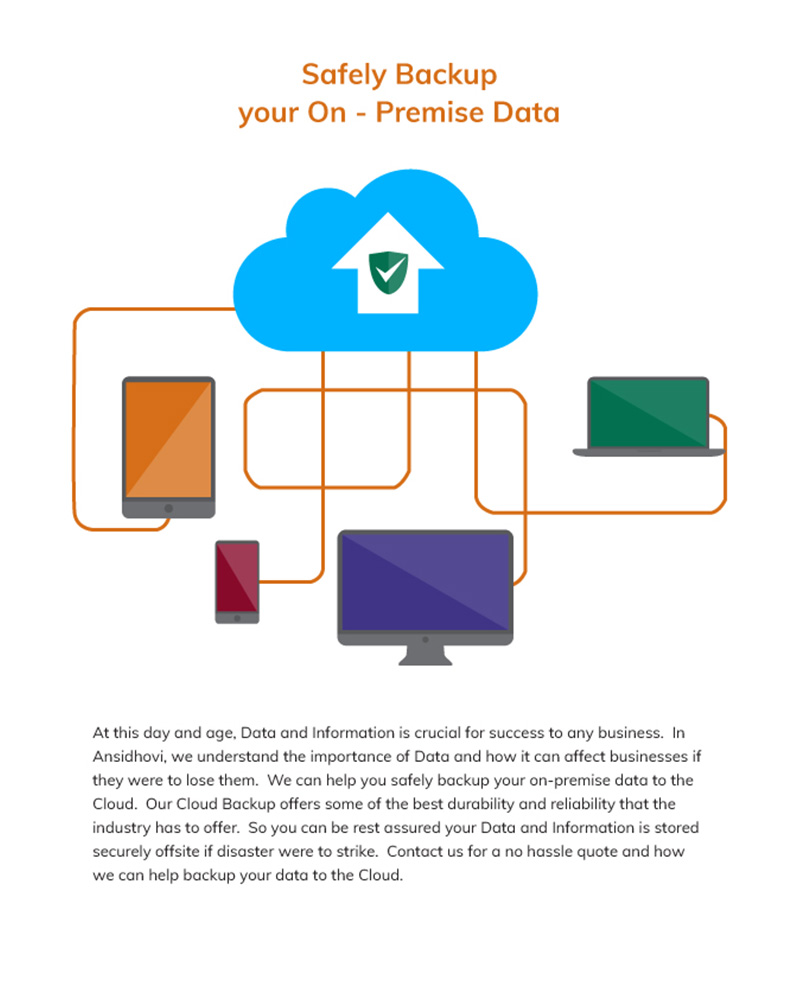 Safely Backup
your On - Premise Data
At this day and age, Data and Information is crucial for success to any business.  In
Ansidhovi, we understand the importance of Data and how it can affect businesses if
they were to lose them.  We can help you safely backup your on-premise data to the
Cloud.  Our Cloud Backup offers some of the best durability and reliability that the
industry has to offer.  So you can be rest assured your Data and Information is stored
securely offsite if disaster were to strike.  Contact us for a no hassle quote and how
we can help backup your data to the Cloud.